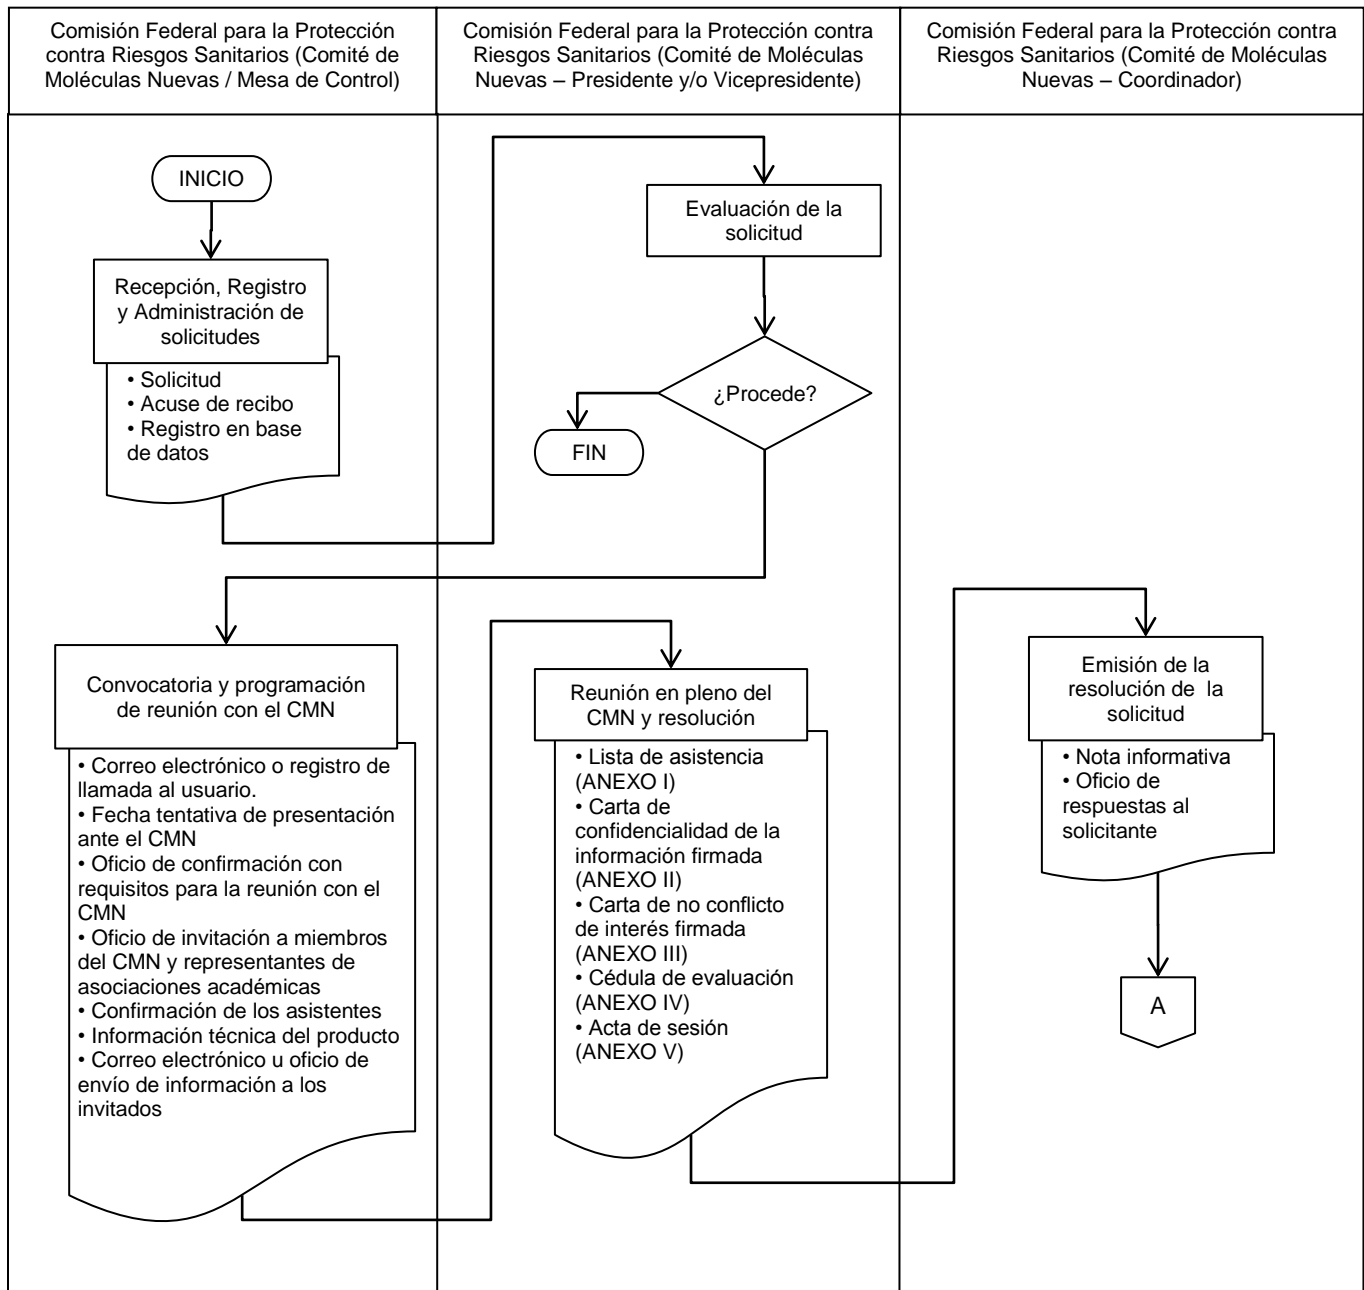 Comisión Federal para la Protección
contra Riesgos Sanitarios (Comité de
Moléculas Nuevas / Mesa de Control)
Comisión Federal para la Protección contra
Riesgos Sanitarios (Comité de Moléculas
Nuevas – Presidente y/o Vicepresidente)
Comisión Federal para la Protección contra
Riesgos Sanitarios (Comité de Moléculas
Nuevas – Coordinador)
INICIO
Recepción, Registro
y Administración de
solicitudes
• Solicitud
• Acuse de recibo
• Registro en base
de datos
Evaluación de la
solicitud
¿Procede?
FIN
Convocatoria y programación
de reunión con el CMN
• Correo electrónico o registro de
llamada al usuario.
• Fecha tentativa de presentación
ante el CMN
• Oficio de confirmación con
requisitos para la reunión con el
CMN
• Oficio de invitación a miembros
del CMN y representantes de
asociaciones académicas
• Confirmación de los asistentes
• Información técnica del producto
• Correo electrónico u oficio de
envío de información a los
invitados
Reunión en pleno del
CMN y resolución
• Lista de asistencia
(ANEXO I)
• Carta de
confidencialidad de la
información firmada
(ANEXO II)
• Carta de no conflicto
de interés firmada
(ANEXO III)
• Cédula de evaluación
(ANEXO IV)
• Acta de sesión
(ANEXO V)
Emisión de la
resolución de la
solicitud
• Nota informativa
• Oficio de
respuestas al
solicitante
A